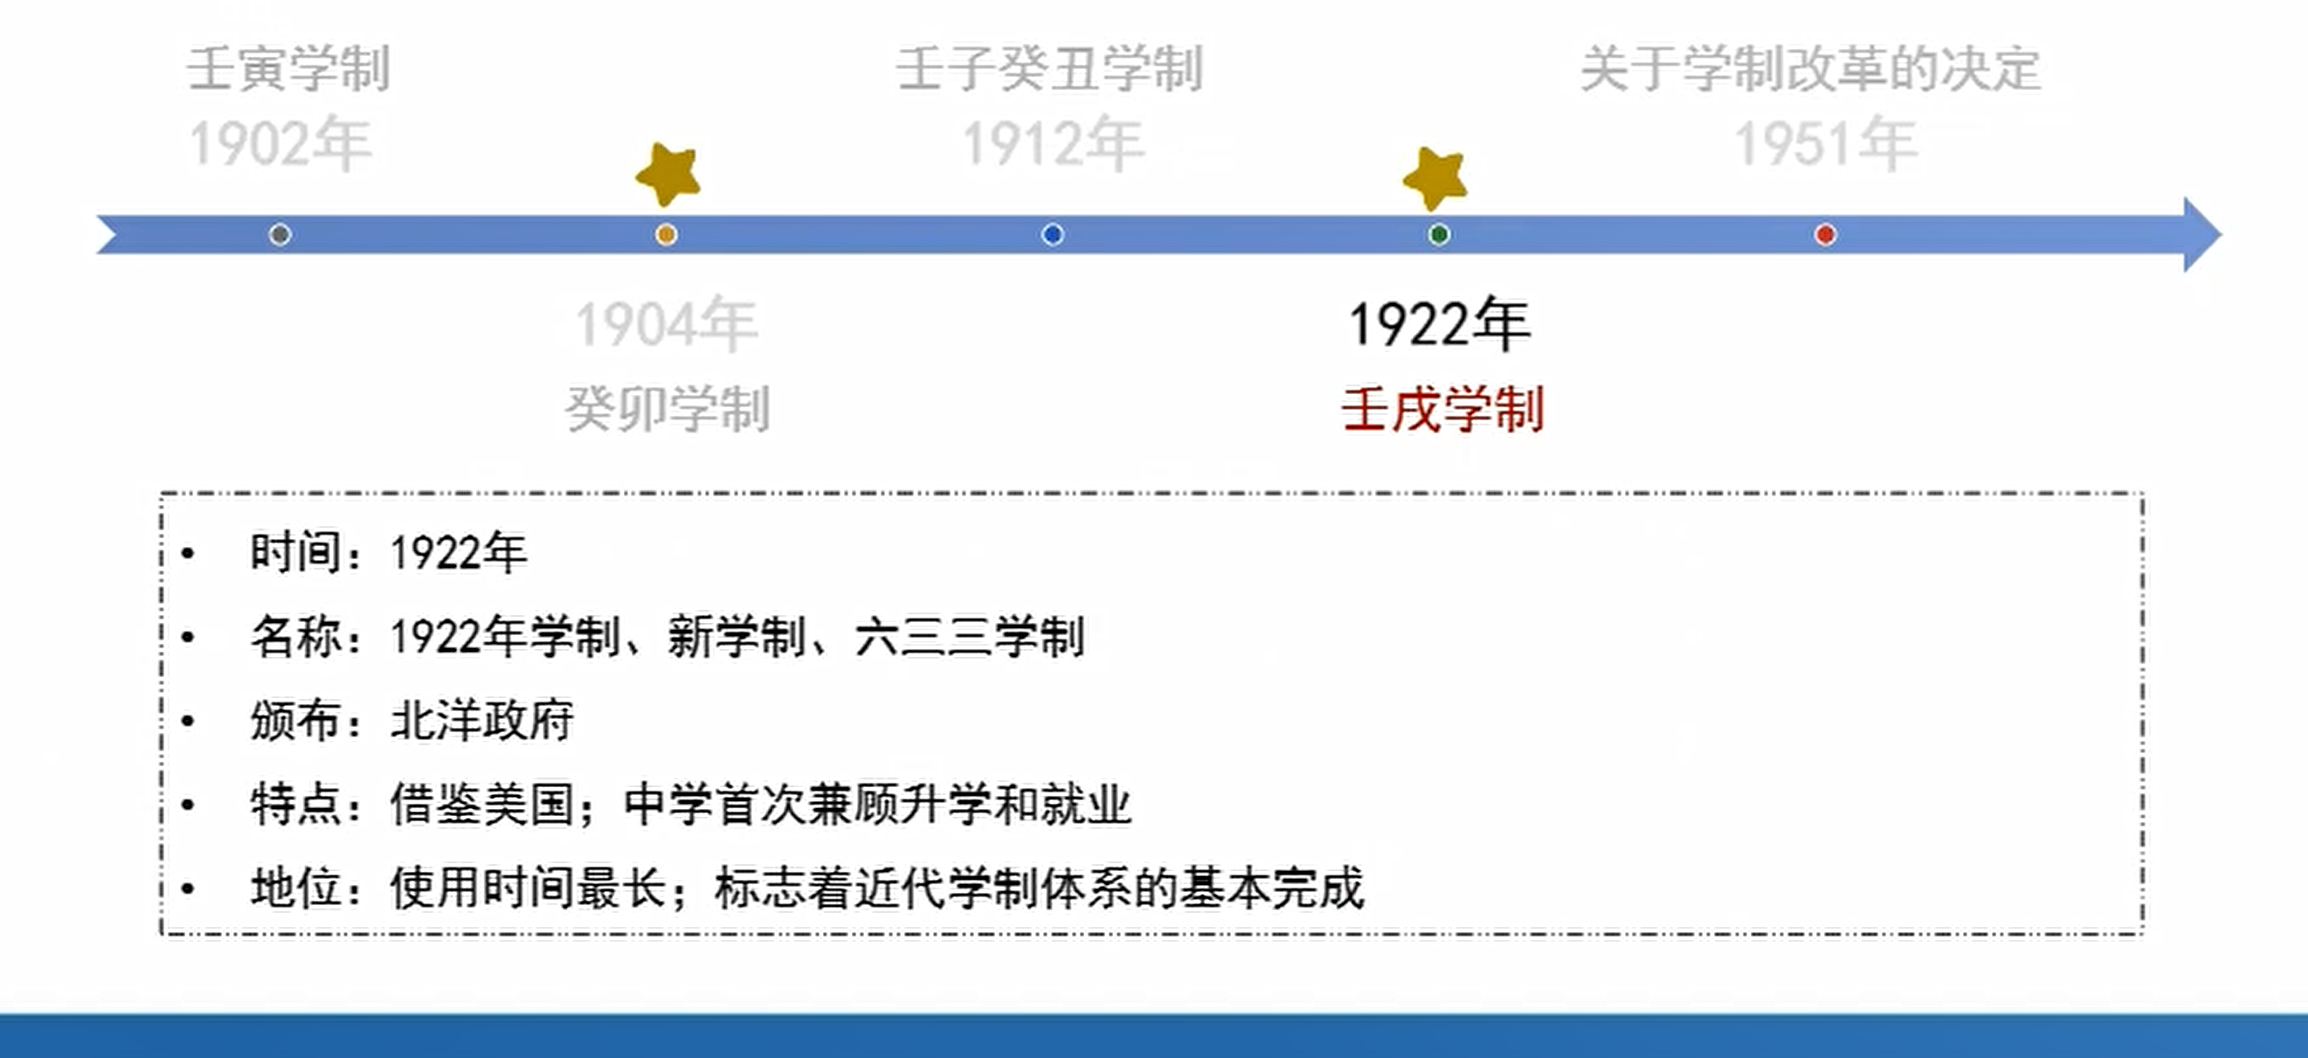 壬寅学制
壬子癸丑学制
关于学制改革的决定
1902年
1912年
1951年
1904年
1922年
癸卯学制
壬戌学制
• 时间：1922年
• 名称：1922年学制、新学制、六三三学制
• 颁布：北洋政府
• 特点：借鉴美国；中学首次兼顾升学和就业
• 地位：使用时间最长；标志着近代学制体系的基本完成